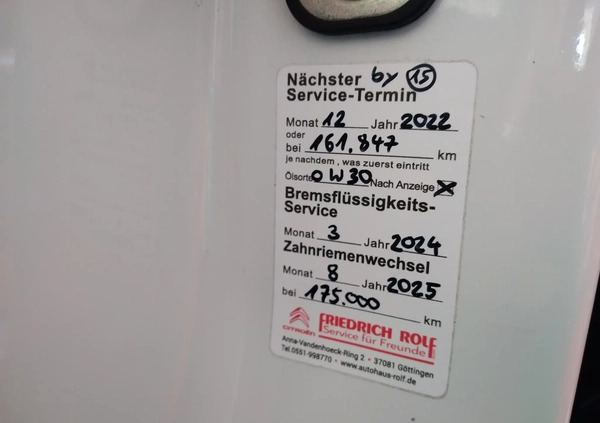 Nächster by 15
Service-Termin
Monat 12 Jahr 2022
oder
bei 161.847 km
je nachdem, was zuerst eintritt
Ölsorte 0W30 Nach Anzeige X
Bremsflüssigkeits-
Service
Monat 3 Jahr 2024
Zahnriemenwechsel
Monat 8 Jahr 2025
bei 175.000 km
CITROËN FRIEDRICH ROLF
Service für Freunde
Anna-Vandenhoeck-Ring 2 • 37081 Göttingen
Tel.0551-998770 • www.autohaus-rolf.de